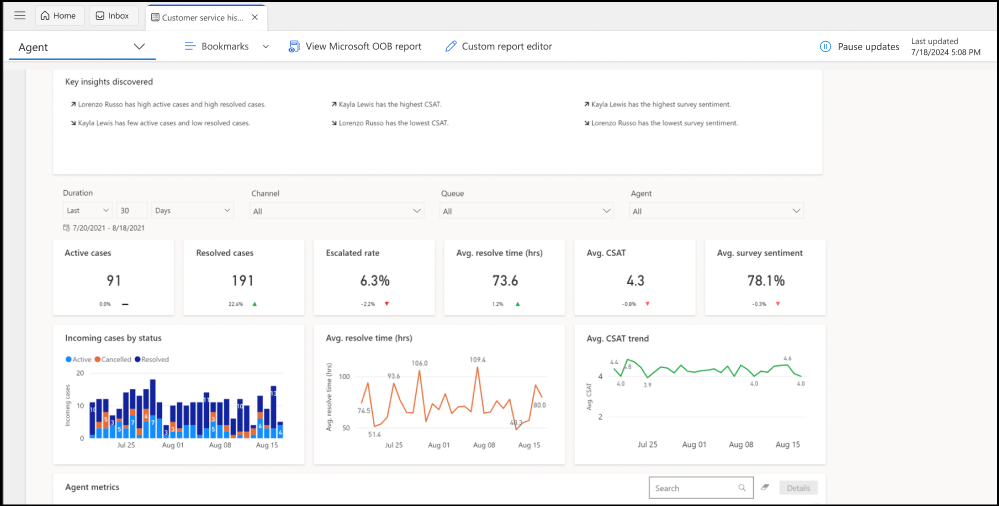 Home Inbox Customer service his...
Agent Bookmarks View Microsoft OOB report Custom report editor Pause updates Last updated
7/18/2024 5:08 PM
Key insights discovered
Lorenzo Russo has high active cases and high resolved cases. Kayla Lewis has the highest CSAT. Kayla Lewis has the highest survey sentiment.
Kayla Lewis has few active cases and low resolved cases. Lorenzo Russo has the lowest CSAT. Lorenzo Russo has the lowest survey sentiment.
Duration Channel Queue Agent
Last 30 Days All All All
7/20/2021 - 8/18/2021
Active cases Resolved cases Escalated rate Avg. resolve time (hrs) Avg. CSAT Avg. survey sentiment
91 191 6.3% 73.6 4.3 78.1%
0.0% 22.6% -2.2% 1.2% -0.8% -0.3%
Incoming cases by status
Active Cancelled Resolved
Incoming cases
20
10
0
Jul 25 Aug 01 Aug 08 Aug 15
Avg. resolve time (hrs)
Avg. resolve time (hrs)
100
50
74.5 51.4 93.6 106.0 109.4 48.3 80.0
Jul 25 Aug 01 Aug 08 Aug 15
Avg. CSAT trend
Avg. CSAT
4
2
4.4 4.0 4.8 3.9 4.0 4.6 4.0
Jul 25 Aug 01 Aug 08 Aug 15
Agent metrics Search Details